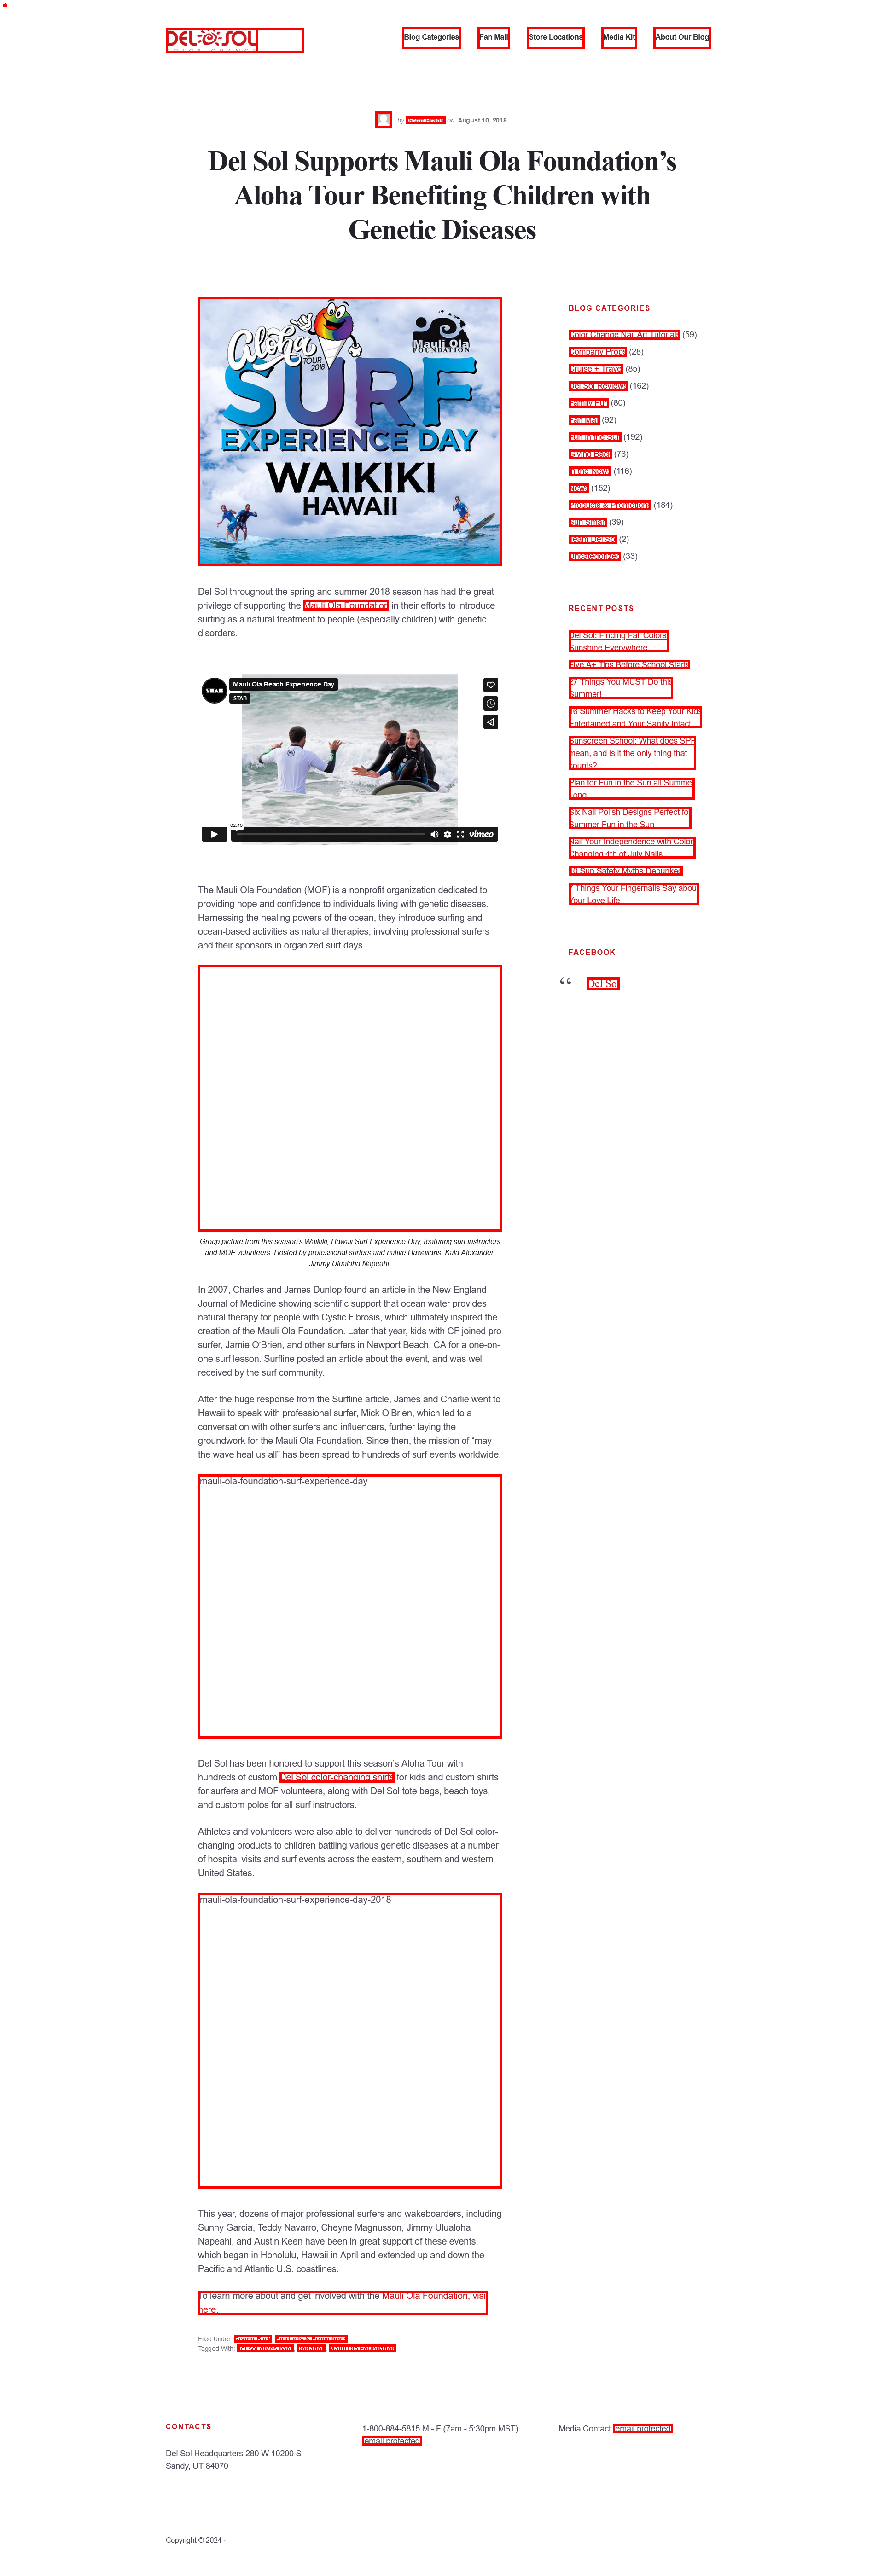 DEL SOL
Blog Categories
Fan Mail
Store Locations
Media Kit
About Our Blog
by on August 10, 2018
Del Sol Supports Mauli Ola Foundation’s
Aloha Tour Benefiting Children with
Genetic Diseases
Aloha
TOUR
2018
Mauli Ola
FOUNDATION
SURF
EXPERIENCE DAY
WAIKIKI
HAWAII
Del Sol throughout the spring and summer 2018 season has had the great
privilege of supporting the Mauli Ola Foundation in their efforts to introduce
surfing as a natural treatment to people (especially children) with genetic
disorders.
SWAM
Mauli Ola Beach Experience Day
STAB
02:40
vimeo
The Mauli Ola Foundation (MOF) is a nonprofit organization dedicated to
providing hope and confidence to individuals living with genetic diseases.
Harnessing the healing powers of the ocean, they introduce surfing and
ocean-based activities as natural therapies, involving professional surfers
and their sponsors in organized surf days.
Group picture from this season’s Waikiki, Hawaii Surf Experience Day, featuring surf instructors
and MOF volunteers. Hosted by professional surfers and native Hawaiians, Kala Alexander,
Jimmy Ulualoha Napeahi.
In 2007, Charles and James Dunlop found an article in the New England
Journal of Medicine showing scientific support that ocean water provides
natural therapy for people with Cystic Fibrosis, which ultimately inspired the
creation of the Mauli Ola Foundation. Later that year, kids with CF joined pro
surfer, Jamie O’Brien, and other surfers in Newport Beach, CA for a one-on-
one surf lesson. Surfline posted an article about the event, and was well
received by the surf community.
After the huge response from the Surfline article, James and Charlie went to
Hawaii to speak with professional surfer, Mick O’Brien, which led to a
conversation with other surfers and influencers, further laying the
groundwork for the Mauli Ola Foundation. Since then, the mission of “may
the wave heal us all” has been spread to hundreds of surf events worldwide.
mauli-ola-foundation-surf-experience-day
Del Sol has been honored to support this season’s Aloha Tour with
hundreds of custom Del Sol color-changing shirts for kids and custom shirts
for surfers and MOF volunteers, along with Del Sol tote bags, beach toys,
and custom polos for all surf instructors.
Athletes and volunteers were also able to deliver hundreds of Del Sol color-
changing products to children battling various genetic diseases at a number
of hospital visits and surf events across the eastern, southern and western
United States.
mauli-ola-foundation-surf-experience-day-2018
This year, dozens of major professional surfers and wakeboarders, including
Sunny Garcia, Teddy Navarro, Cheyne Magnusson, Jimmy Ulualoha
Napeahi, and Austin Keen have been in great support of these events,
which began in Honolulu, Hawaii in April and extended up and down the
Pacific and Atlantic U.S. coastlines.
To learn more about and get involved with the Mauli Ola Foundation, visit
here.
Filed Under: Giving Back Products & Promotions
Tagged With: del sol gives back donation Mauli Ola Foundation
BLOG CATEGORIES
Color Change Nail Art Tutorials (59)
Company Props (28)
Cruise + Travel (85)
Del Sol Reviews (162)
Family Fun (80)
Fan Mail (92)
Fun in the Sun (192)
Giving Back (76)
In the News (116)
News (152)
Products & Promotions (184)
Sun Smart (39)
Team Del Sol (2)
Uncategorized (33)
RECENT POSTS
Del Sol: Finding Fall Colors,
Sunshine Everywhere
Five A+ Tips Before School Starts
27 Things You MUST Do this
Summer!
16 Summer Hacks to Keep Your Kids
Entertained and Your Sanity Intact
Sunscreen School: What does SPF
mean, and is it the only thing that
counts?
Plan for Fun in the Sun all Summer
Long
Six Nail Polish Designs Perfect for
Summer Fun in the Sun
Nail Your Independence with Color-
Changing 4th of July Nails
10 Sun Safety Myths Debunked
7 Things Your Fingernails Say about
Your Love Life
FACEBOOK
“ Del Sol
CONTACTS
Del Sol Headquarters 280 W 10200 S
Sandy, UT 84070
1-800-884-5815 M - F (7am - 5:30pm MST)
[email protected]
Media Contact [email protected]
Copyright © 2024 ·